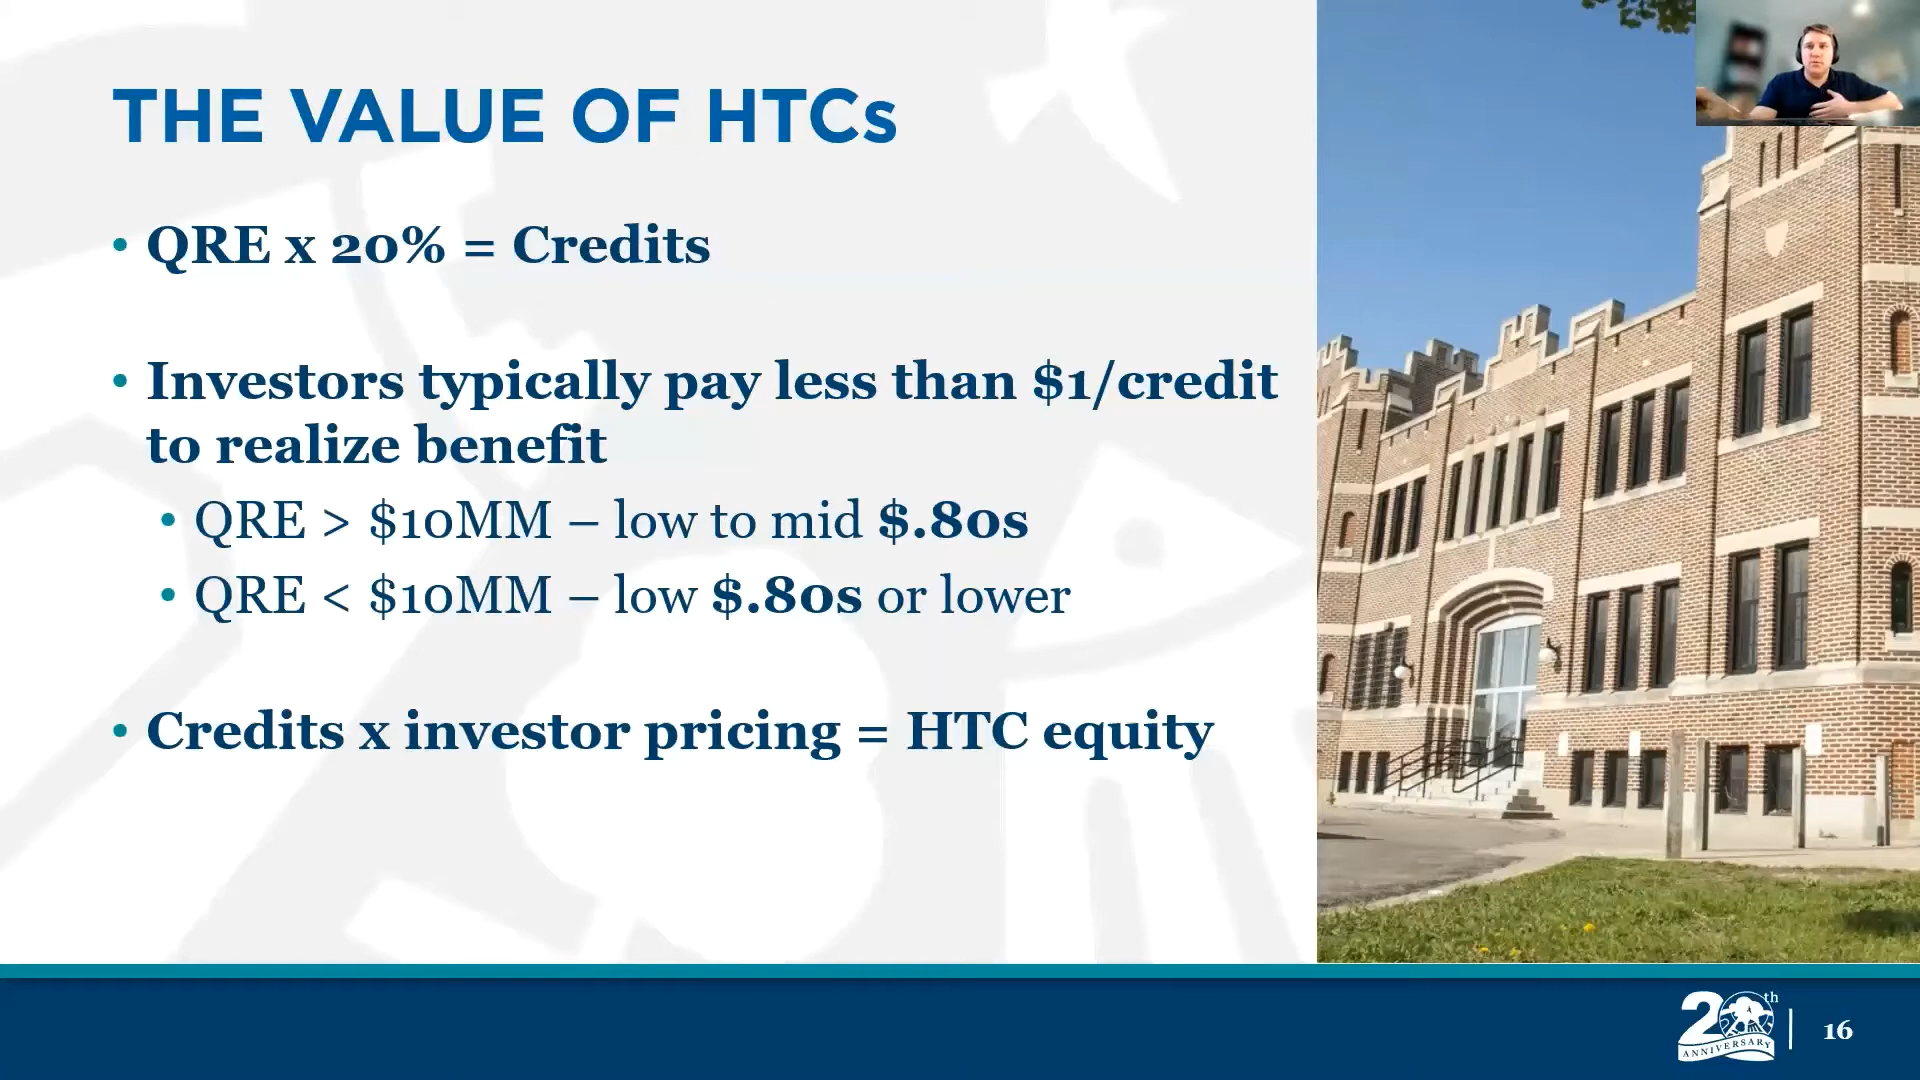 THE VALUE OF HTCs
• QRE x 20% = Credits
• Investors typically pay less than $1/credit
to realize benefit
• QRE > $10MM – low to mid $.80s
• QRE < $10MM – low $.80s or lower
• Credits x investor pricing = HTC equity
20th
ANNIVERSARY
16